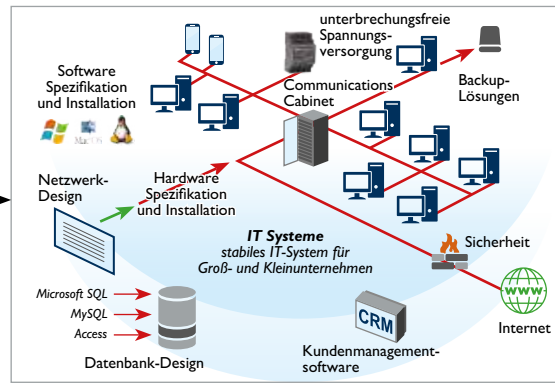 unterbrechungsfreie
Spannungs-
versorgung
Software
Spezifikation
und Installation
Mac OS
Communications
Cabinet
Backup-
Lösungen
Netzwerk-
Design
Hardware
Spezifikation
und Installation
IT Systeme
stabiles IT-System für
Groß- und Kleinunternehmen
Sicherheit
www
Internet
Microsoft SQL
MySQL
Access
Datenbank-Design
CRM
Kundenmanagement-
software